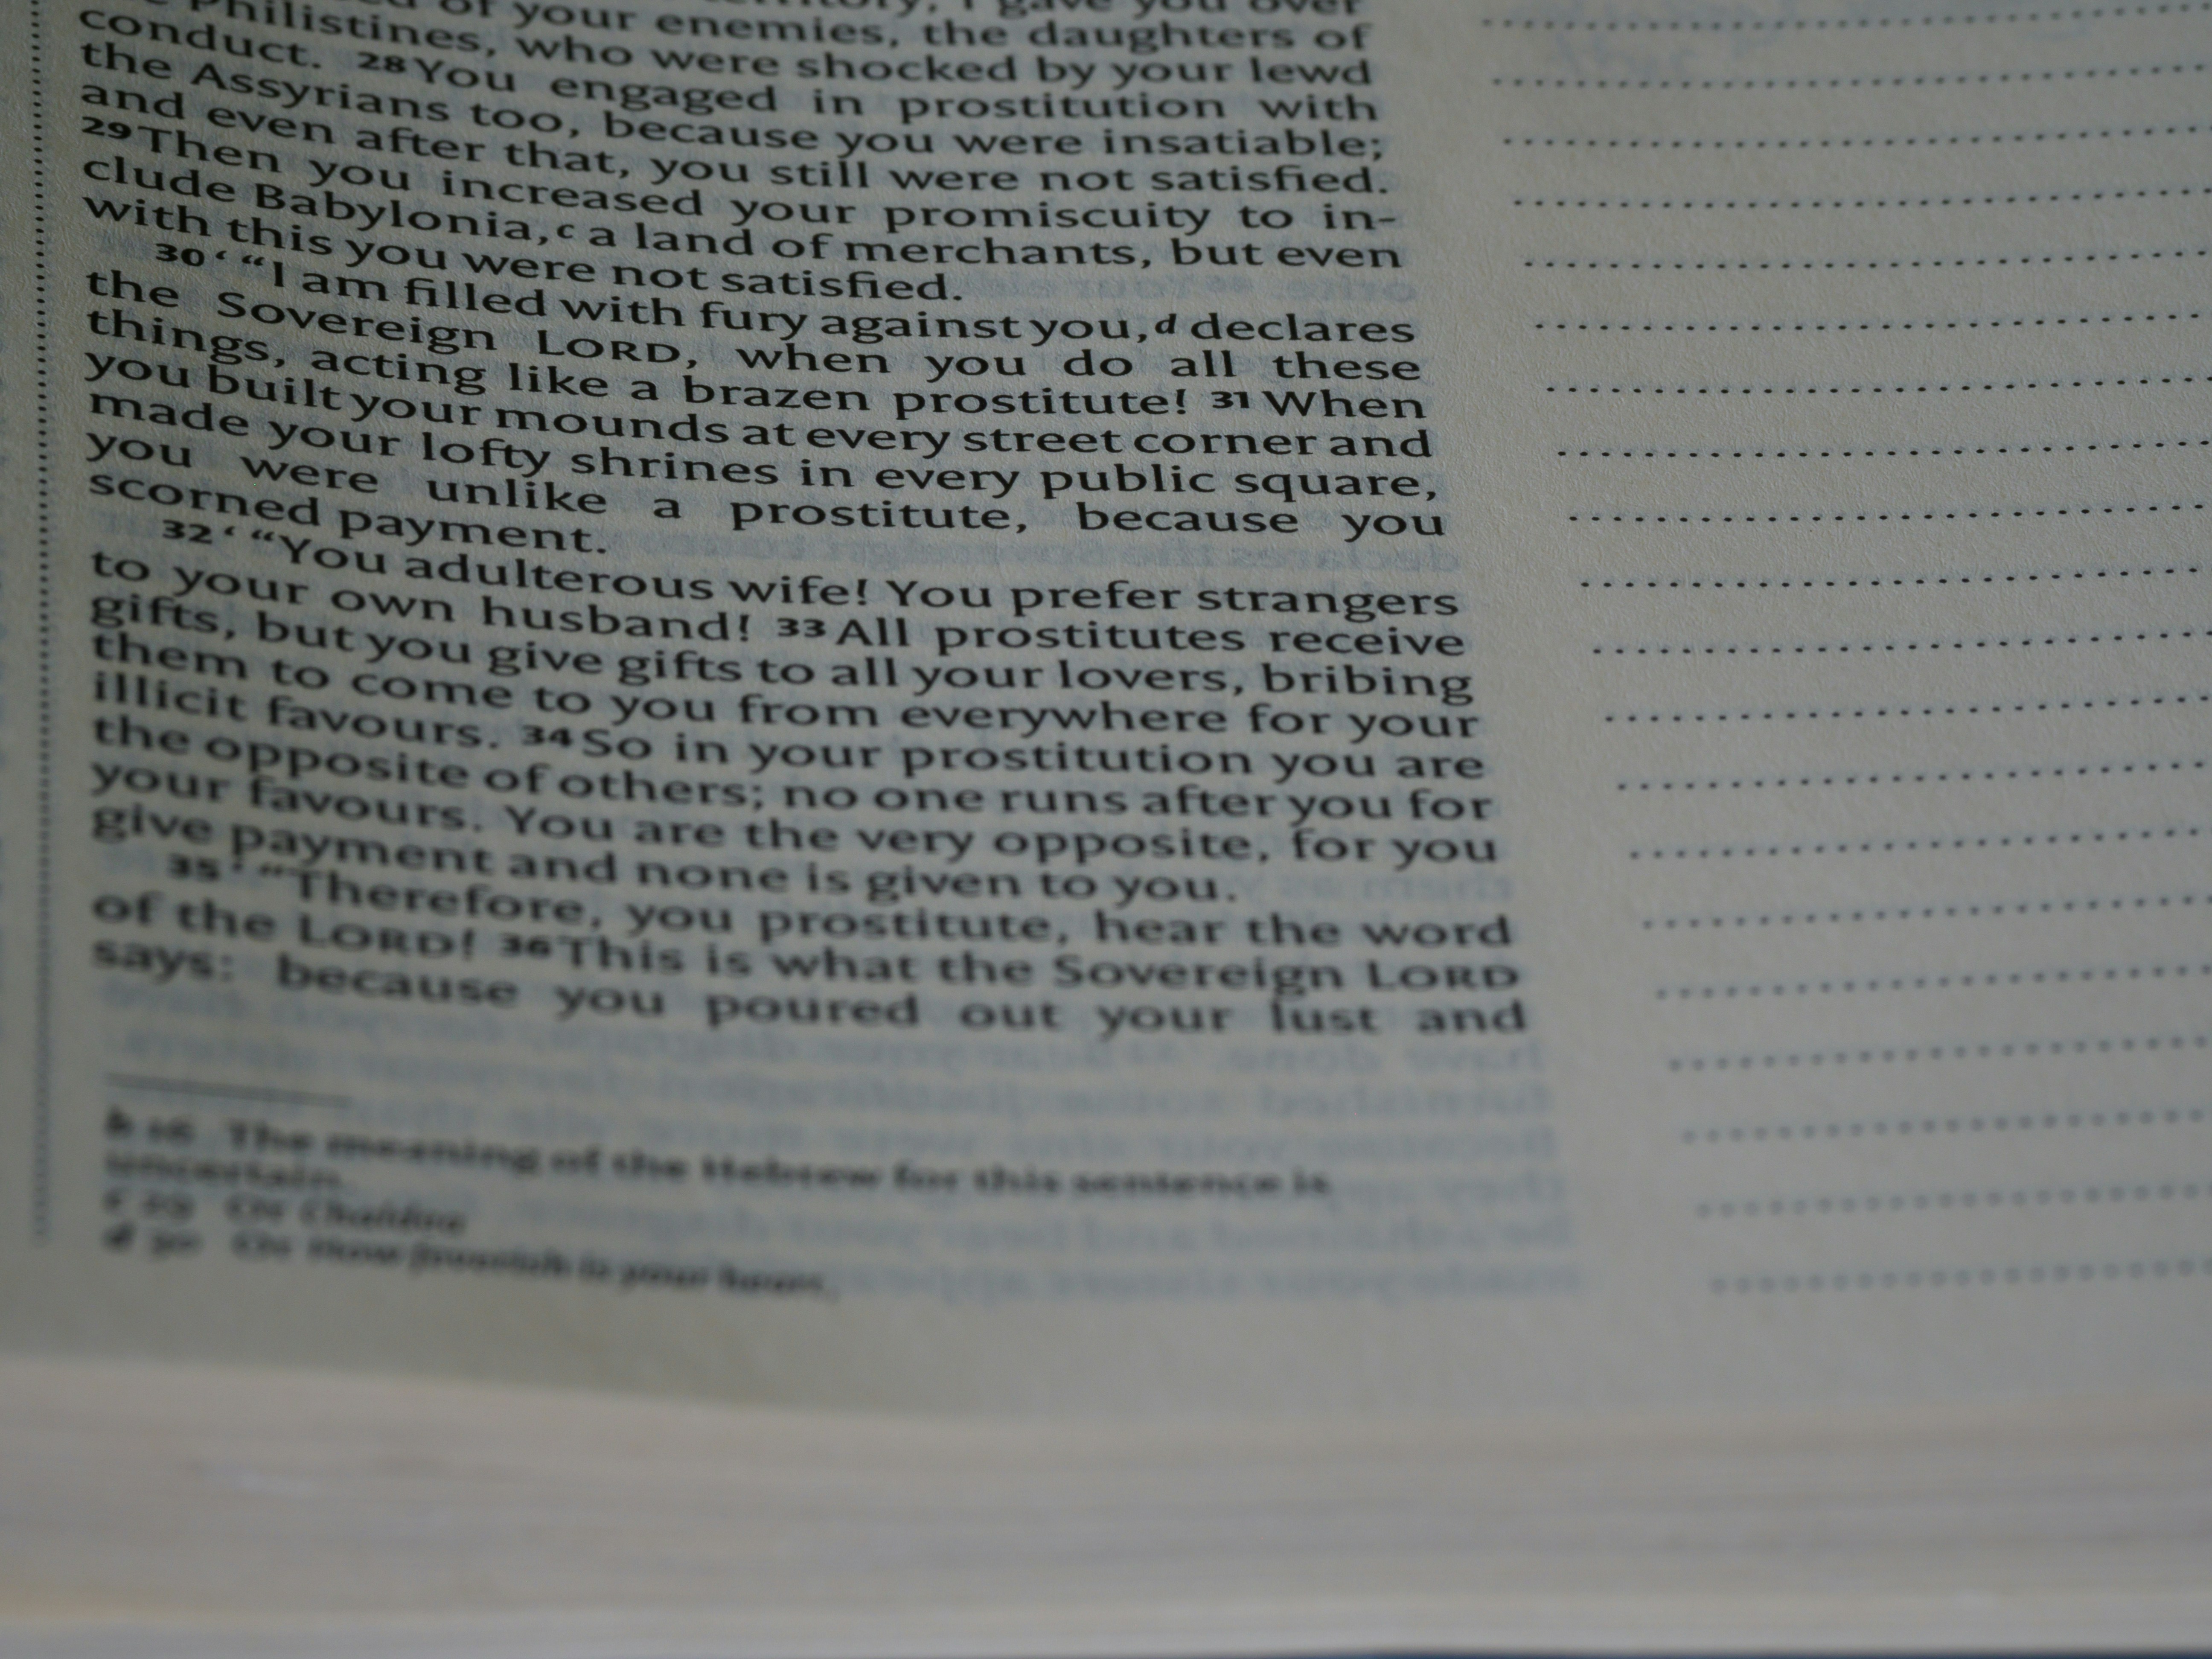 of your enemies, the daughters of
Philistines, who were shocked by your lewd
conduct. 28 You engaged in prostitution with
the Assyrians too, because you were insatiable;
and even after that, you still were not satisfied.
29 Then you increased your promiscuity to in-
clude Babylonia,c a land of merchants, but even
with this you were not satisfied.
30 ‘ “I am filled with fury against you,d declares
the Sovereign LORD, when you do all these
things, acting like a brazen prostitute! 31 When
you built your mounds at every street corner and
made your lofty shrines in every public square,
you were unlike a prostitute, because you
scorned payment.
32 ‘ “You adulterous wife! You prefer strangers
to your own husband! 33 All prostitutes receive
gifts, but you give gifts to all your lovers, bribing
them to come to you from everywhere for your
illicit favours. 34 So in your prostitution you are
the opposite of others; no one runs after you for
your favours. You are the very opposite, for you
give payment and none is given to you.
35 ‘ “Therefore, you prostitute, hear the word
of the LORD! 36 This is what the Sovereign LORD
says: because you poured out your lust and
The meaning of the Hebrew for this sentence is
uncertain.
c 29 Or Chaldea
d 30 Or How feverish is your heart,